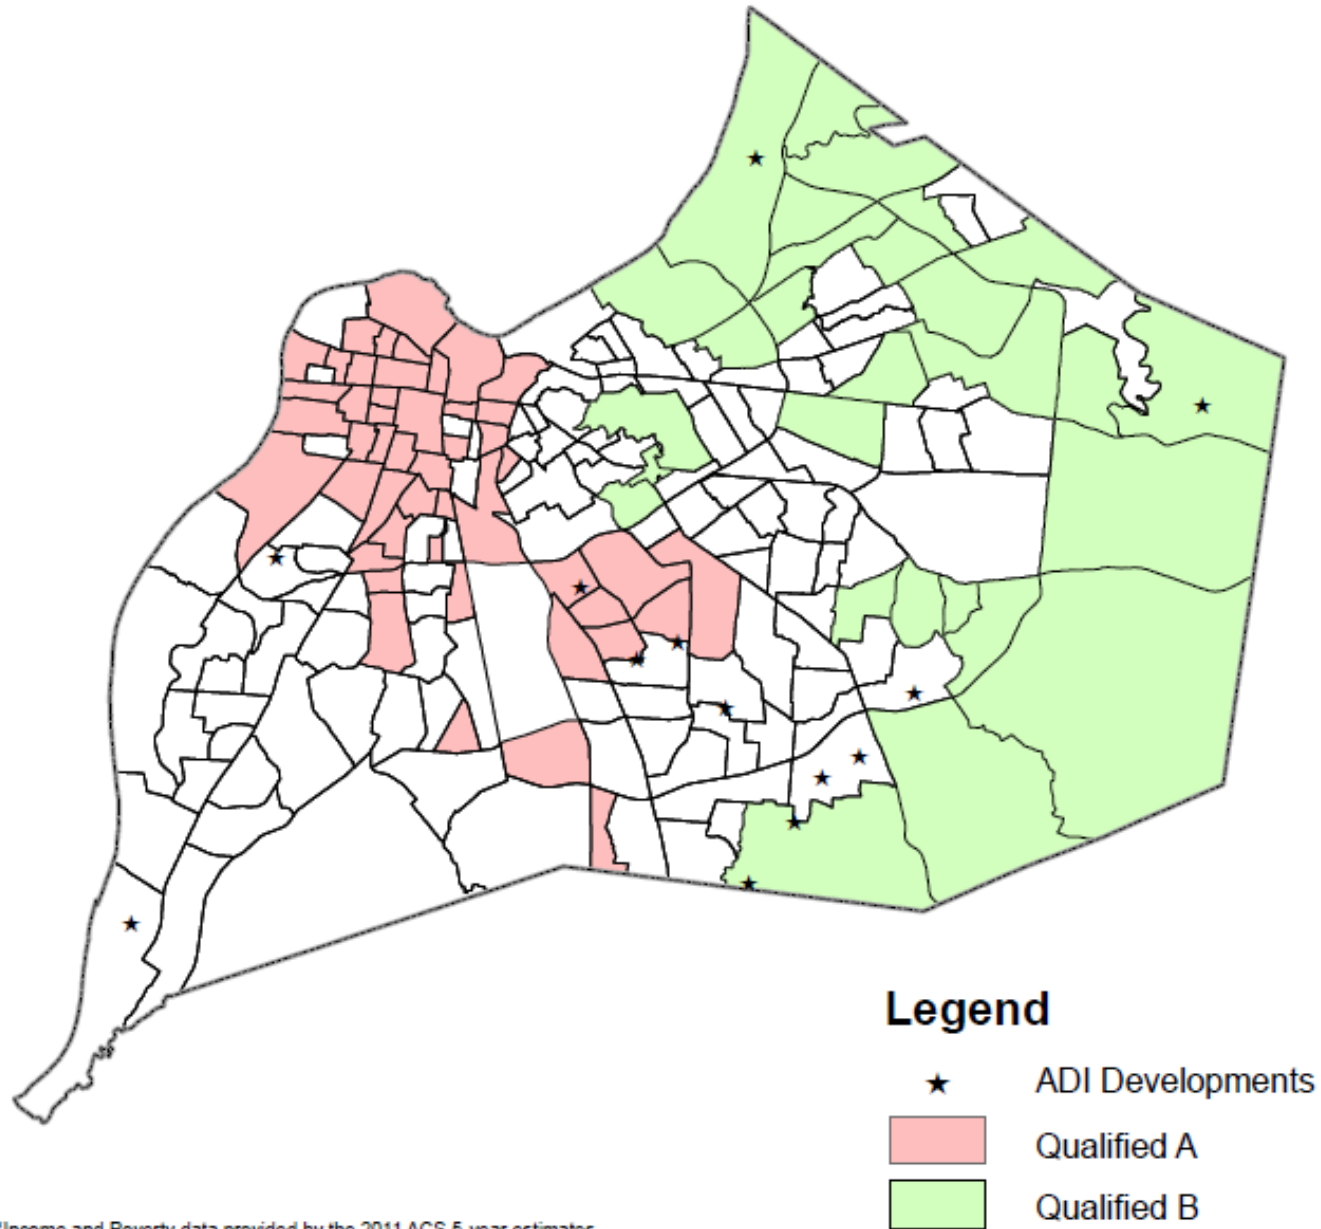 Legend
ADI Developments
Qualified A
Qualified B
Income and Poverty data provided by the 2011 ACS 5-year estimates